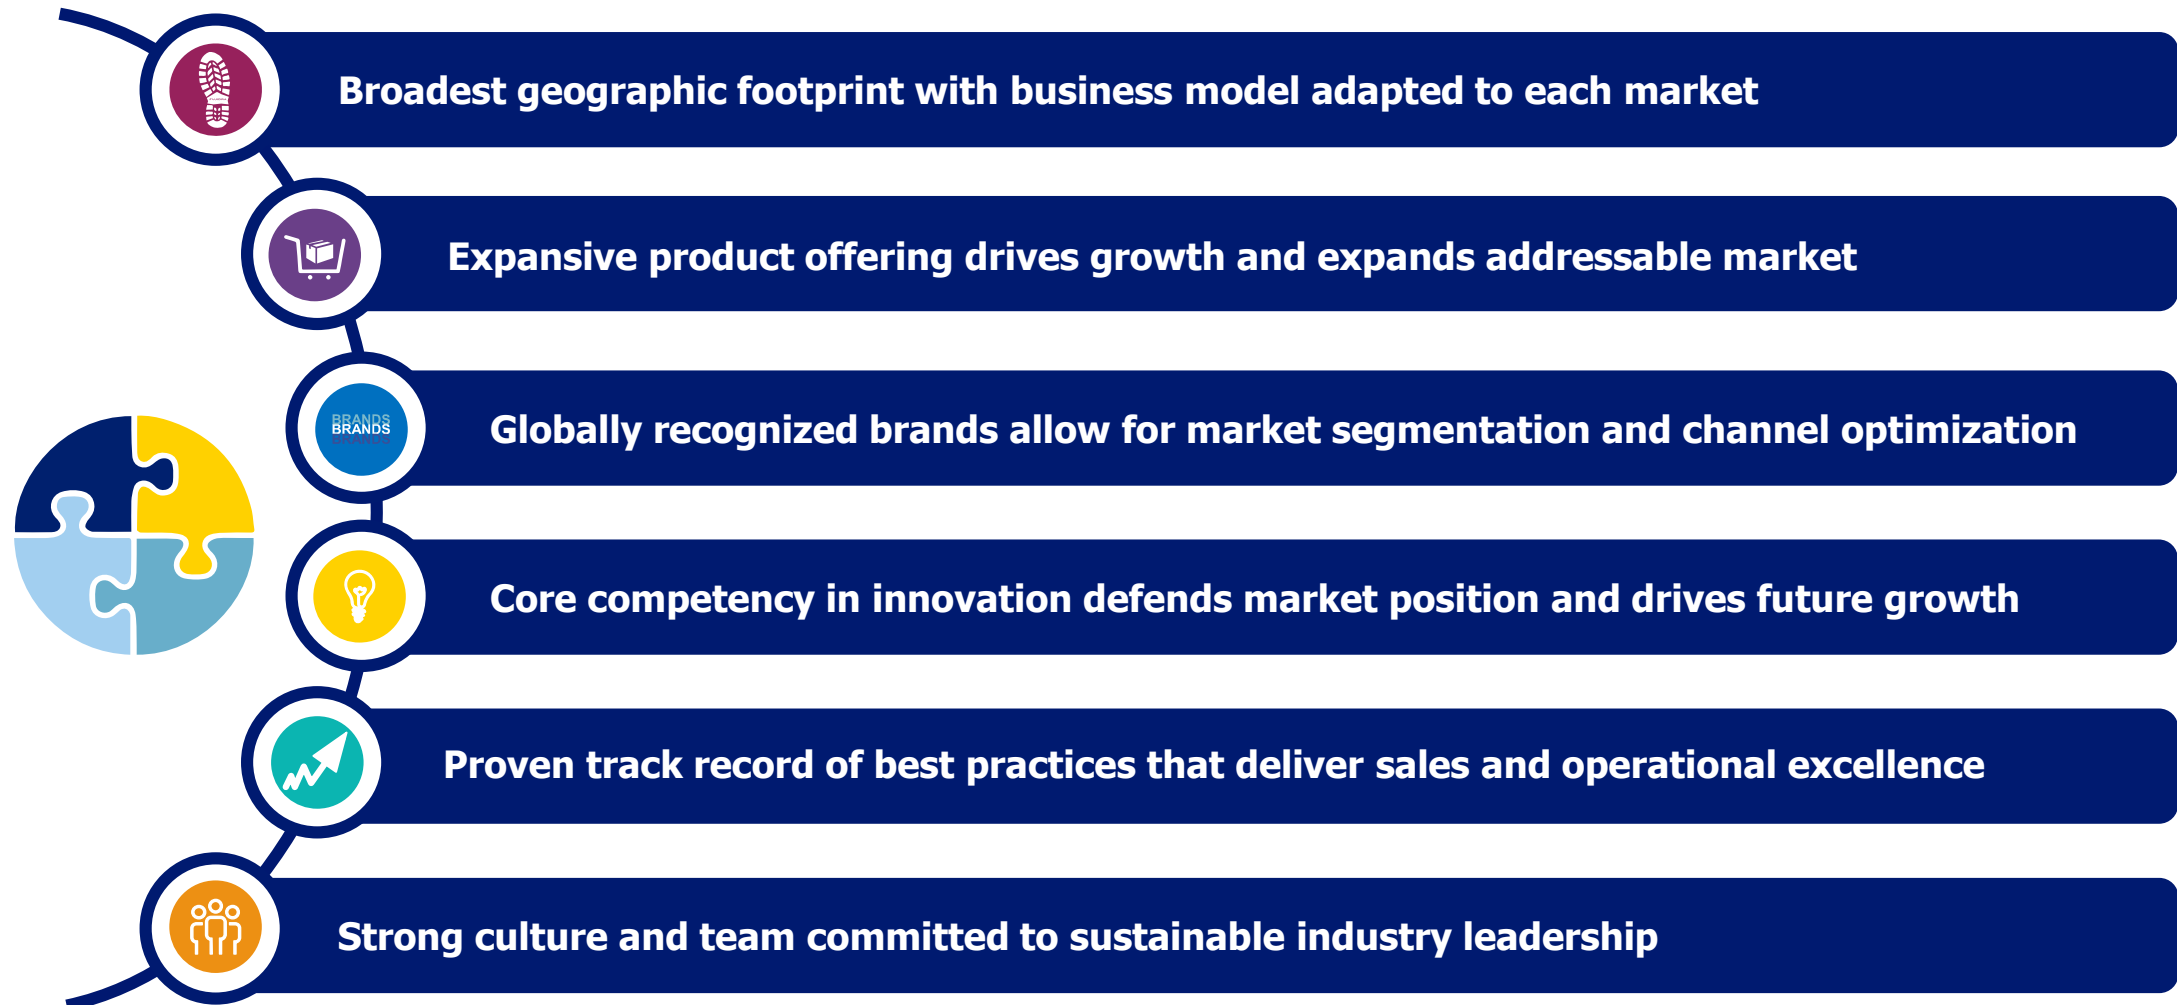 Broadest geographic footprint with business model adapted to each market
Expansive product offering drives growth and expands addressable market
BRANDS
BRANDS
BRANDS
Globally recognized brands allow for market segmentation and channel optimization
Core competency in innovation defends market position and drives future growth
Proven track record of best practices that deliver sales and operational excellence
Strong culture and team committed to sustainable industry leadership